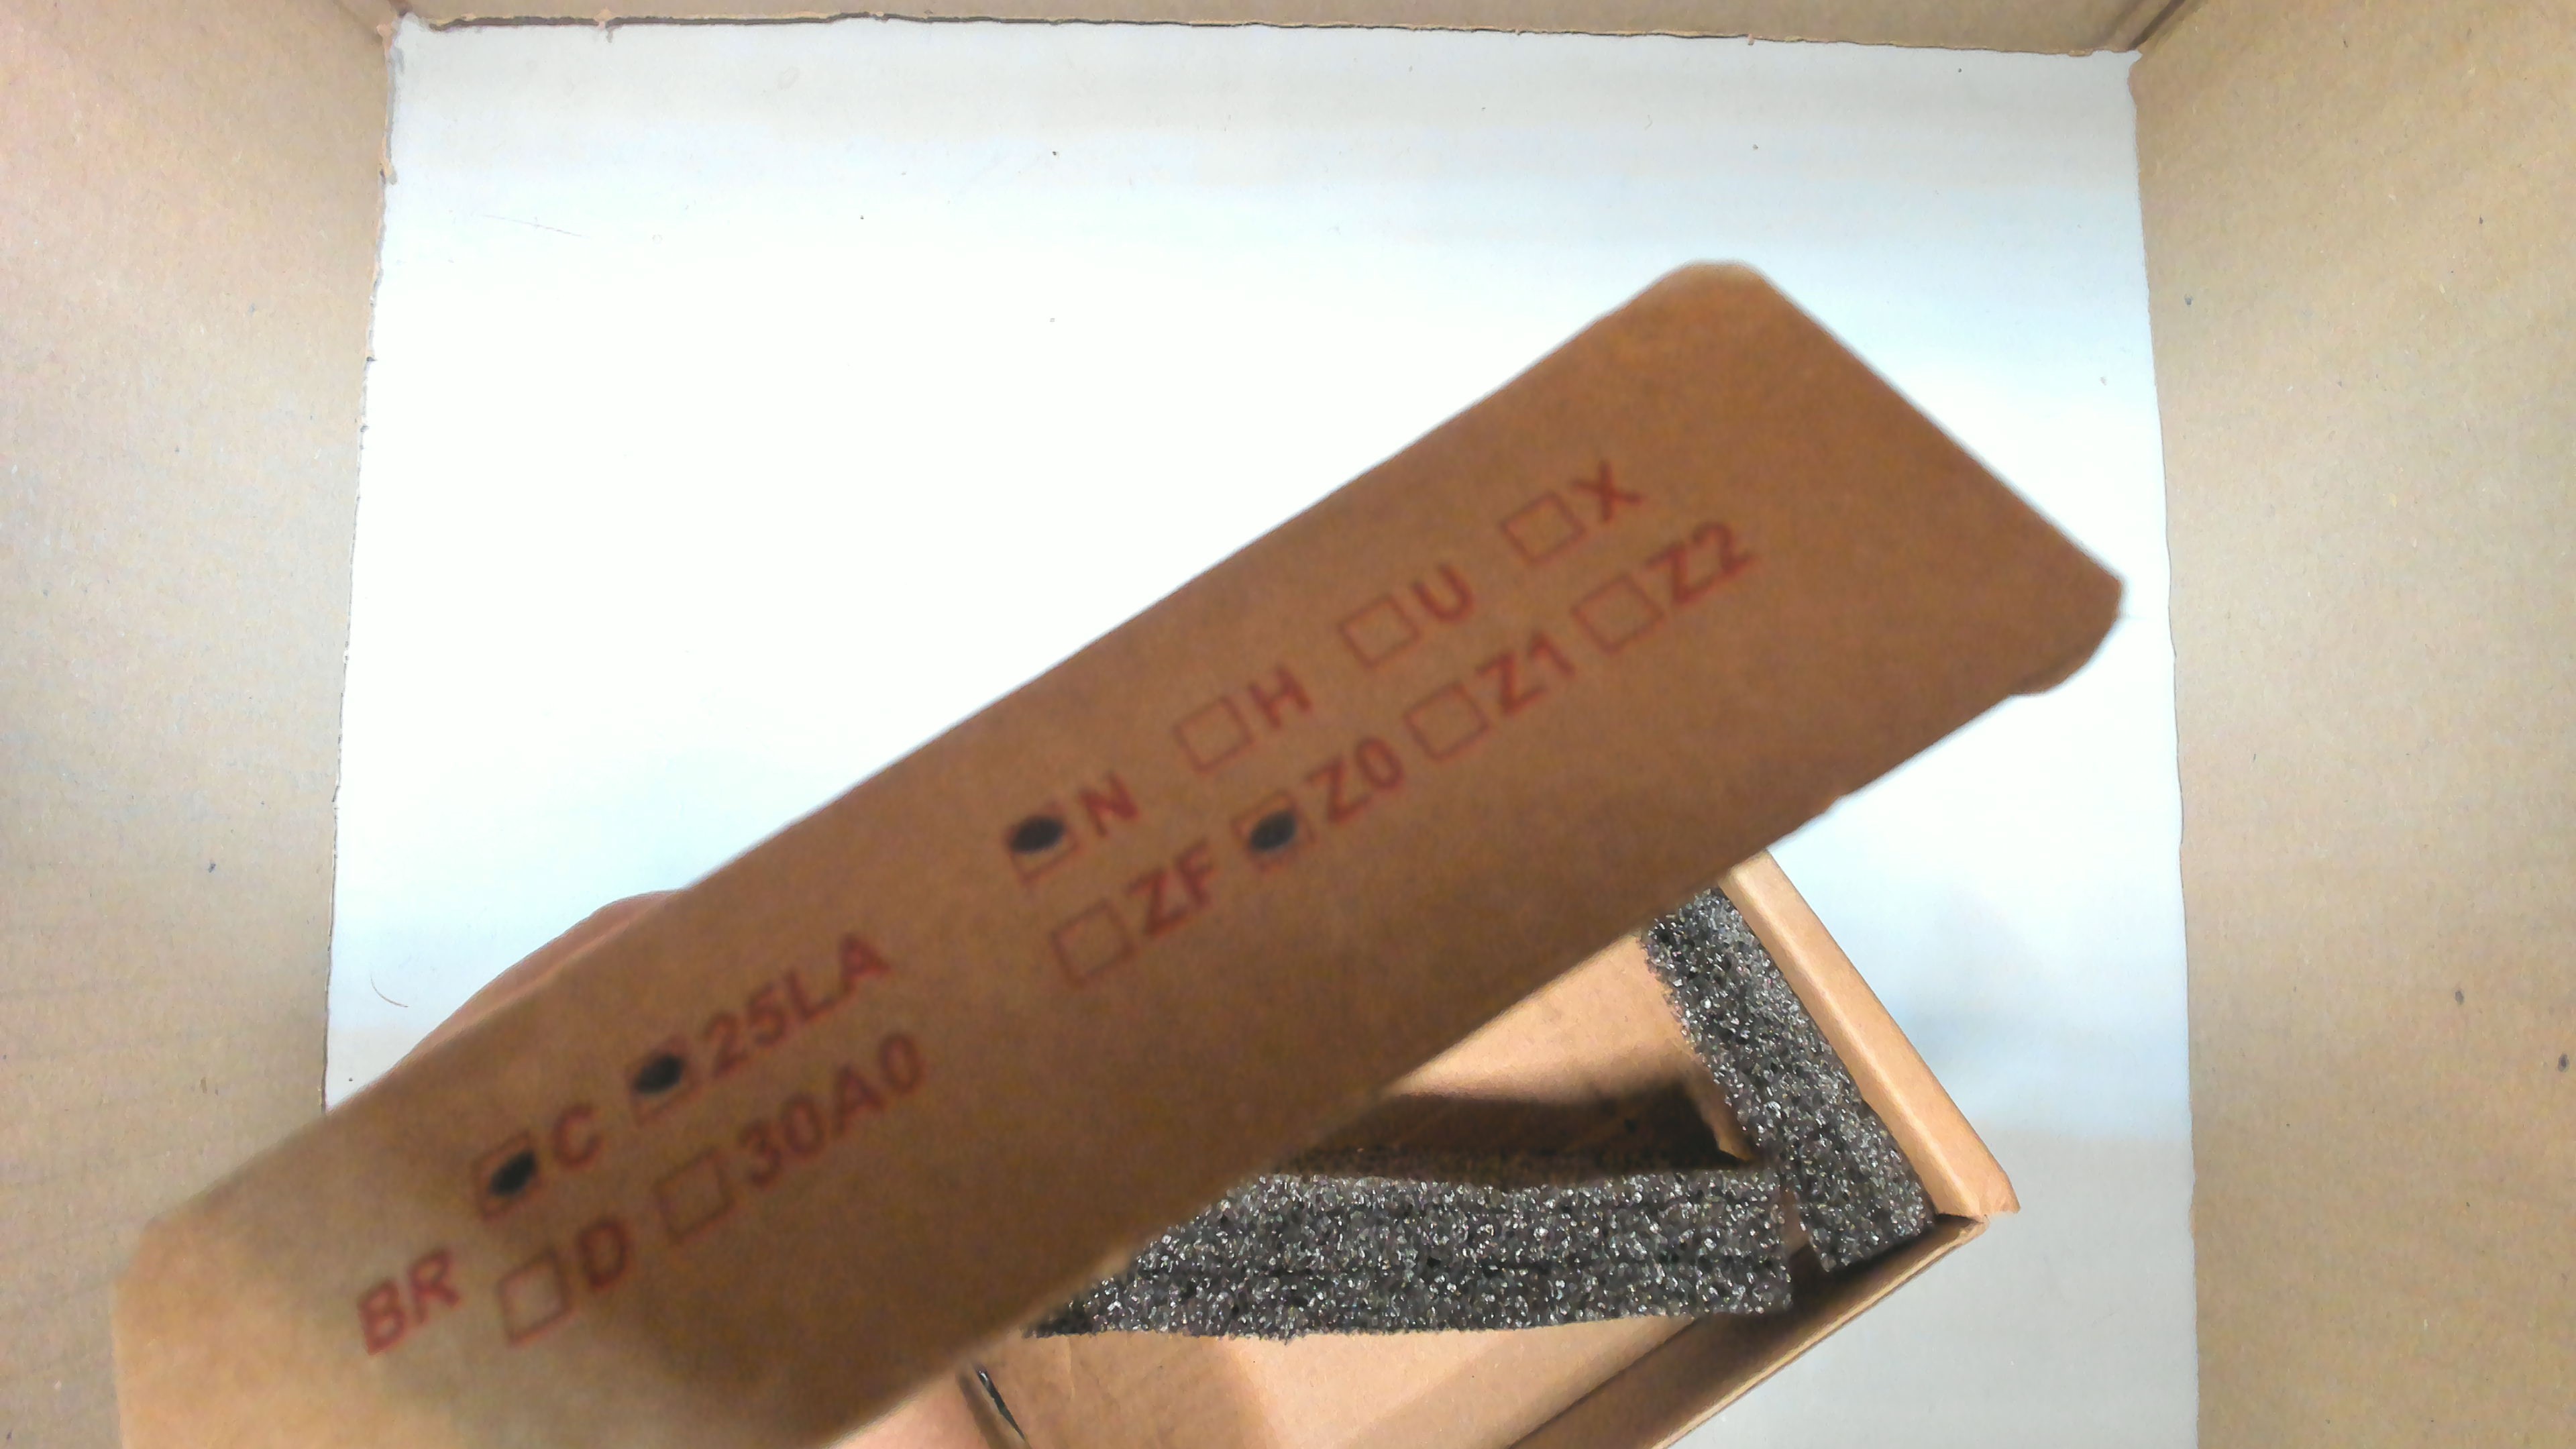 BR ■C ■25LA ■N □H □U □X
□D □30A0 □ZF ■Z0 □Z1 □Z2